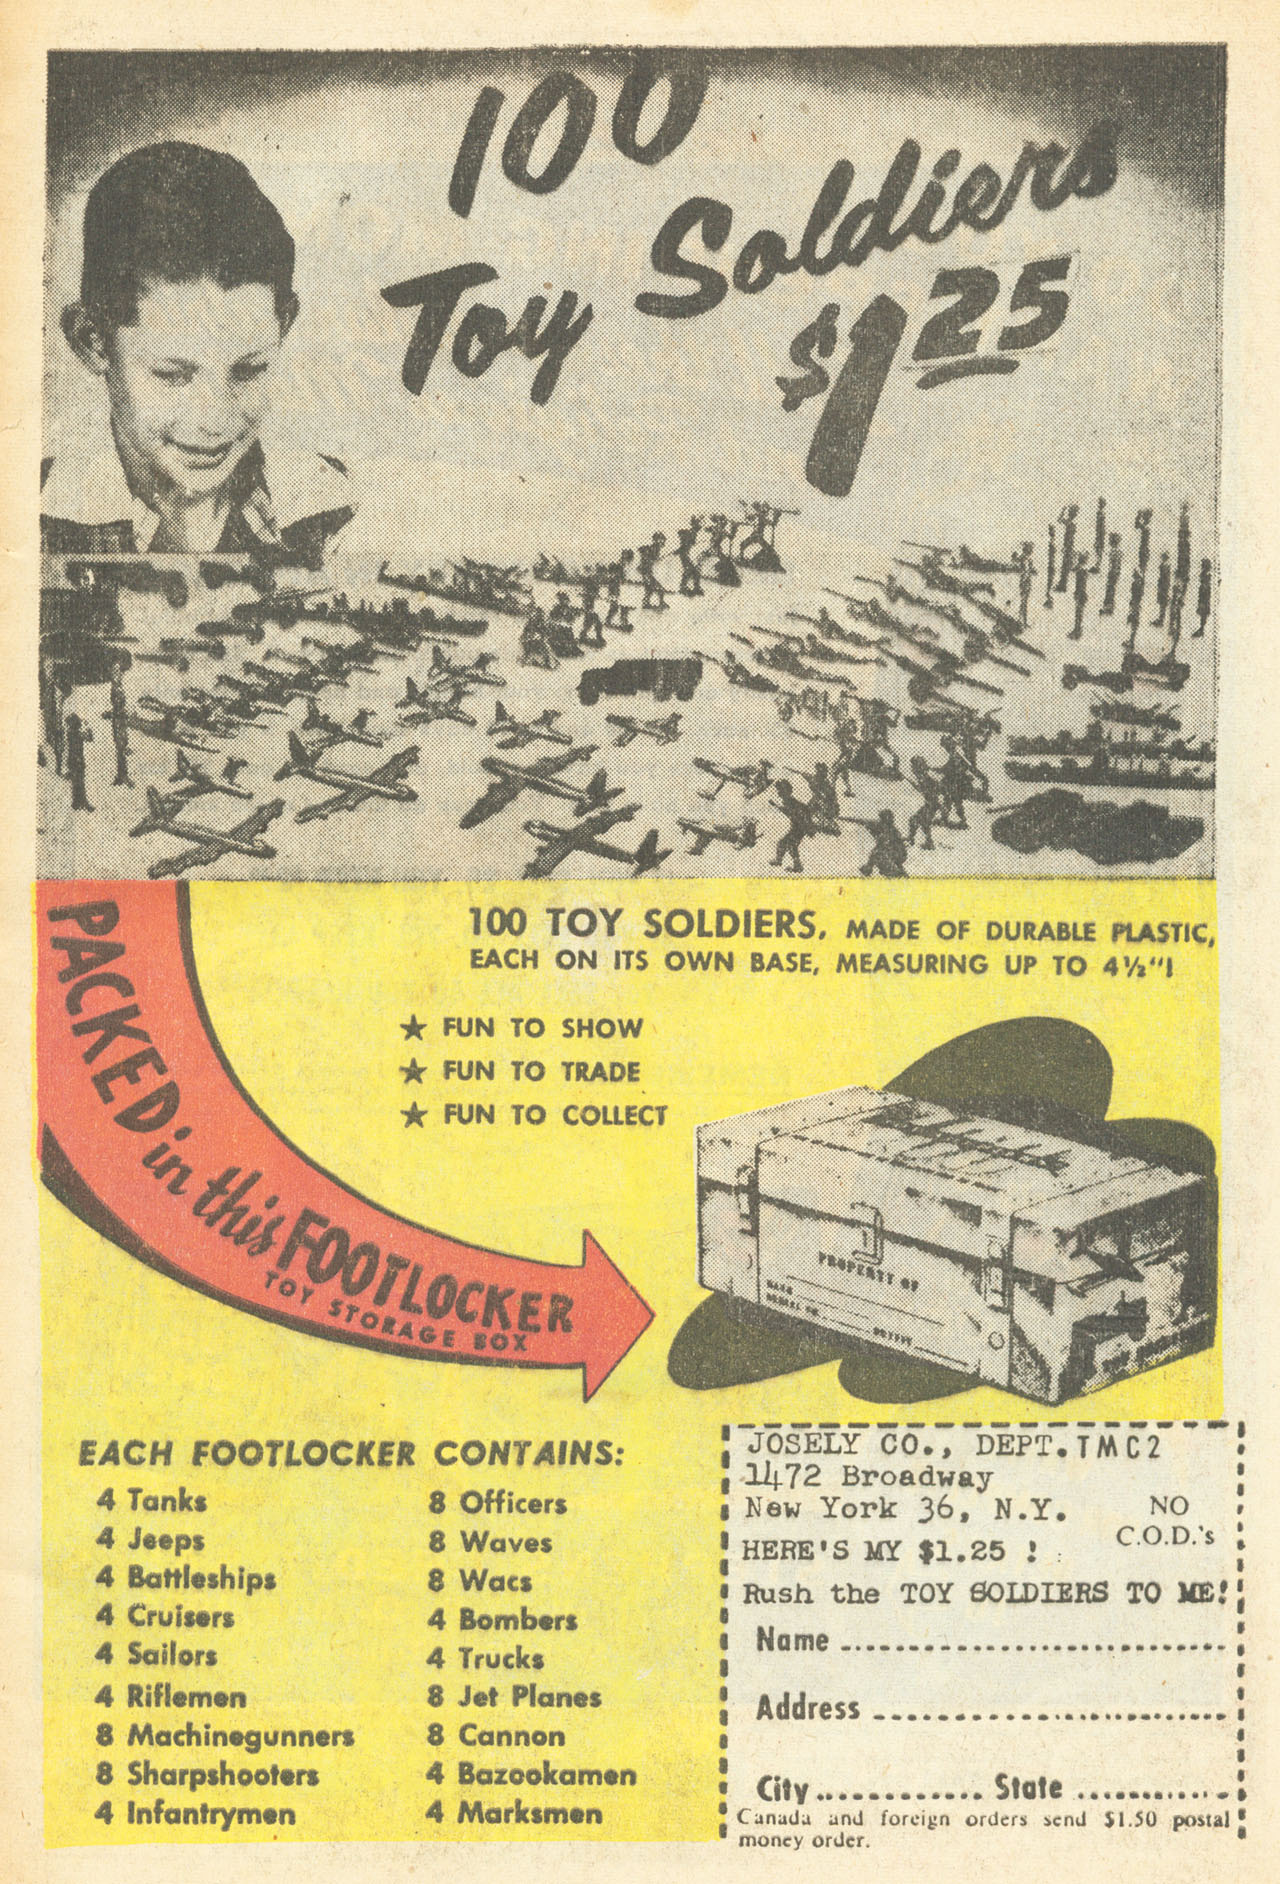 100
Toy Soldiers
$1.25
100 TOY SOLDIERS, MADE OF DURABLE PLASTIC,
EACH ON ITS OWN BASE, MEASURING UP TO 4½"!
★ FUN TO SHOW
★ FUN TO TRADE
★ FUN TO COLLECT
PACKED in this FOOTLOCKER
TOY STORAGE BOX
PROPERTY OF
EACH FOOTLOCKER CONTAINS:
4 Tanks
4 Jeeps
4 Battleships
4 Cruisers
4 Sailors
4 Riflemen
8 Machinegunners
8 Sharpshooters
4 Infantrymen
8 Officers
8 Waves
8 Wacs
4 Bombers
4 Trucks
8 Jet Planes
8 Cannon
4 Bazookamen
4 Marksmen
JOSELY CO., DEPT. TMC2
1472 Broadway
New York 36, N.Y.
NO
C.O.D.'s
HERE'S MY $1.25 !
Rush the TOY SOLDIERS TO ME!
Name
Address
City State
Canada and foreign orders send $1.50 postal
money order.